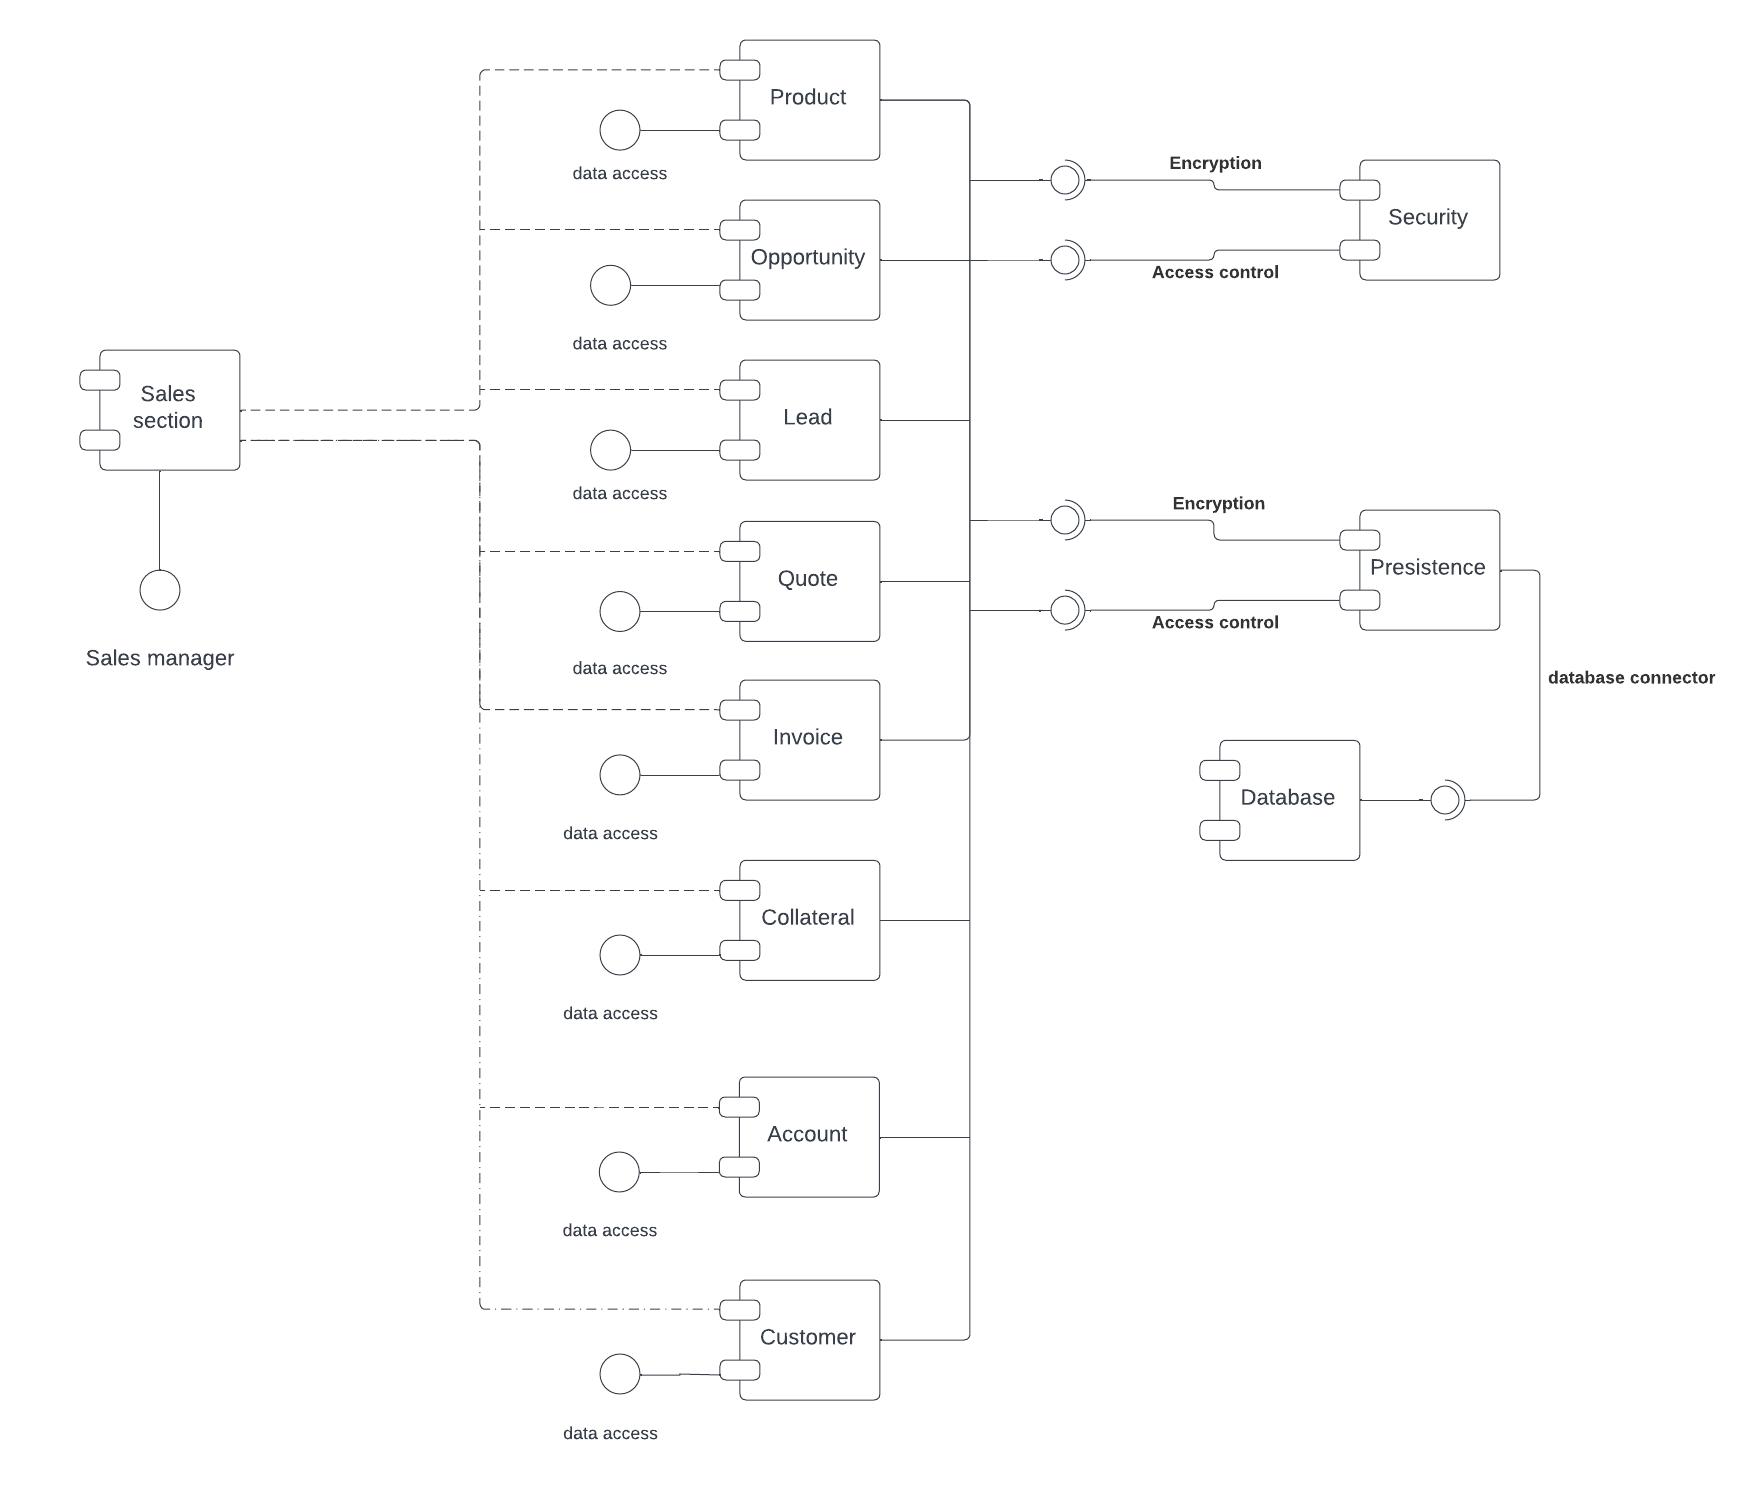 Product
data access
Encryption
Security
Opportunity
Access control
data access
Sales
section
Lead
data access
Encryption
Presistence
Quote
Access control
data access
Sales manager
database connector
Invoice
Database
data access
Collateral
data access
Account
data access
Customer
data access